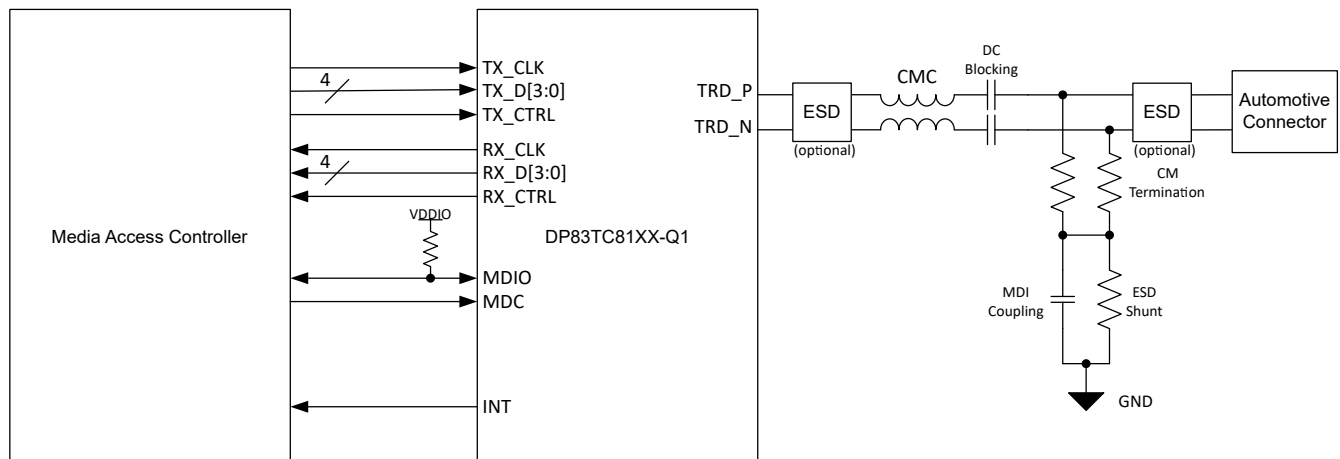 Media Access Controller
4
4
VDDIO
TX_CLK
TX_D[3:0]
TX_CTRL
RX_CLK
RX_D[3:0]
RX_CTRL
DP83TC81XX-Q1
MDIO
MDC
INT
TRD_P
TRD_N
ESD
(optional)
CMC
DC
Blocking
ESD
(optional)
Automotive
Connector
CM
Termination
MDI
Coupling
ESD
Shunt
GND